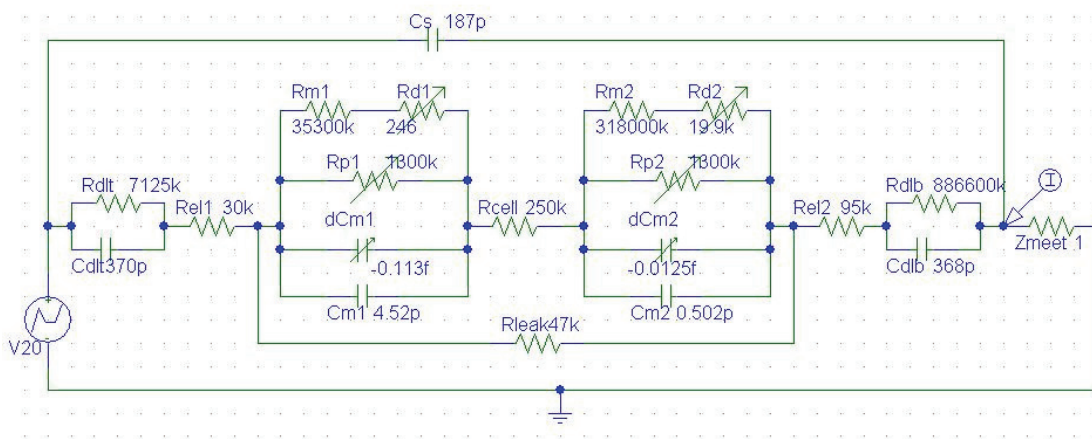 Cs 187p
Rm1 Rd1
35300k 246
Rm2 Rd2
318000k 19.9k
Rp1 1300k
Rp2 1300k
Rdlt 7125k
Rel1 30k
Cdlt370p
dCm1
-0.113f
Cm1 4.52p
Rcell 250k
dCm2
-0.0125f
Cm2 0.502p
Rel2 95k
Rdlb 886600k
Cdlb 368p
I
Zmeet 1
Rleak47k
V20